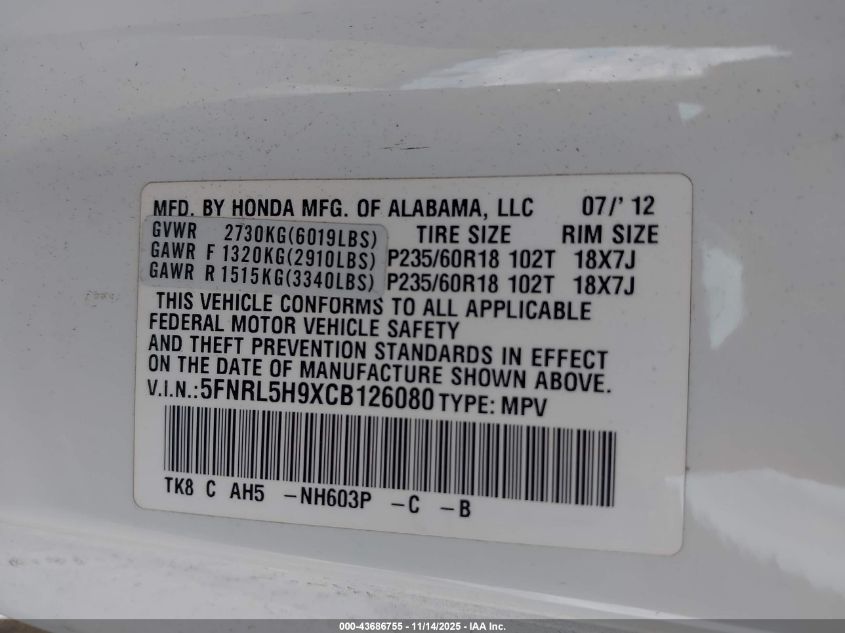 MFD. BY HONDA MFG. OF ALABAMA, LLC 07/' 12
GVWR 2730KG(6019LBS) TIRE SIZE RIM SIZE
GAWR F 1320KG(2910LBS) P235/60R18 102T 18X7J
GAWR R 1515KG(3340LBS) P235/60R18 102T 18X7J
THIS VEHICLE CONFORMS TO ALL APPLICABLE
FEDERAL MOTOR VEHICLE SAFETY
AND THEFT PREVENTION STANDARDS IN EFFECT
ON THE DATE OF MANUFACTURE SHOWN ABOVE.
V.I.N.:5FNRL5H9XCB126080 TYPE: MPV
TK8 C AH5 -NH603P -C -B
000-43686755 - 11/14/2025 - IAA Inc.